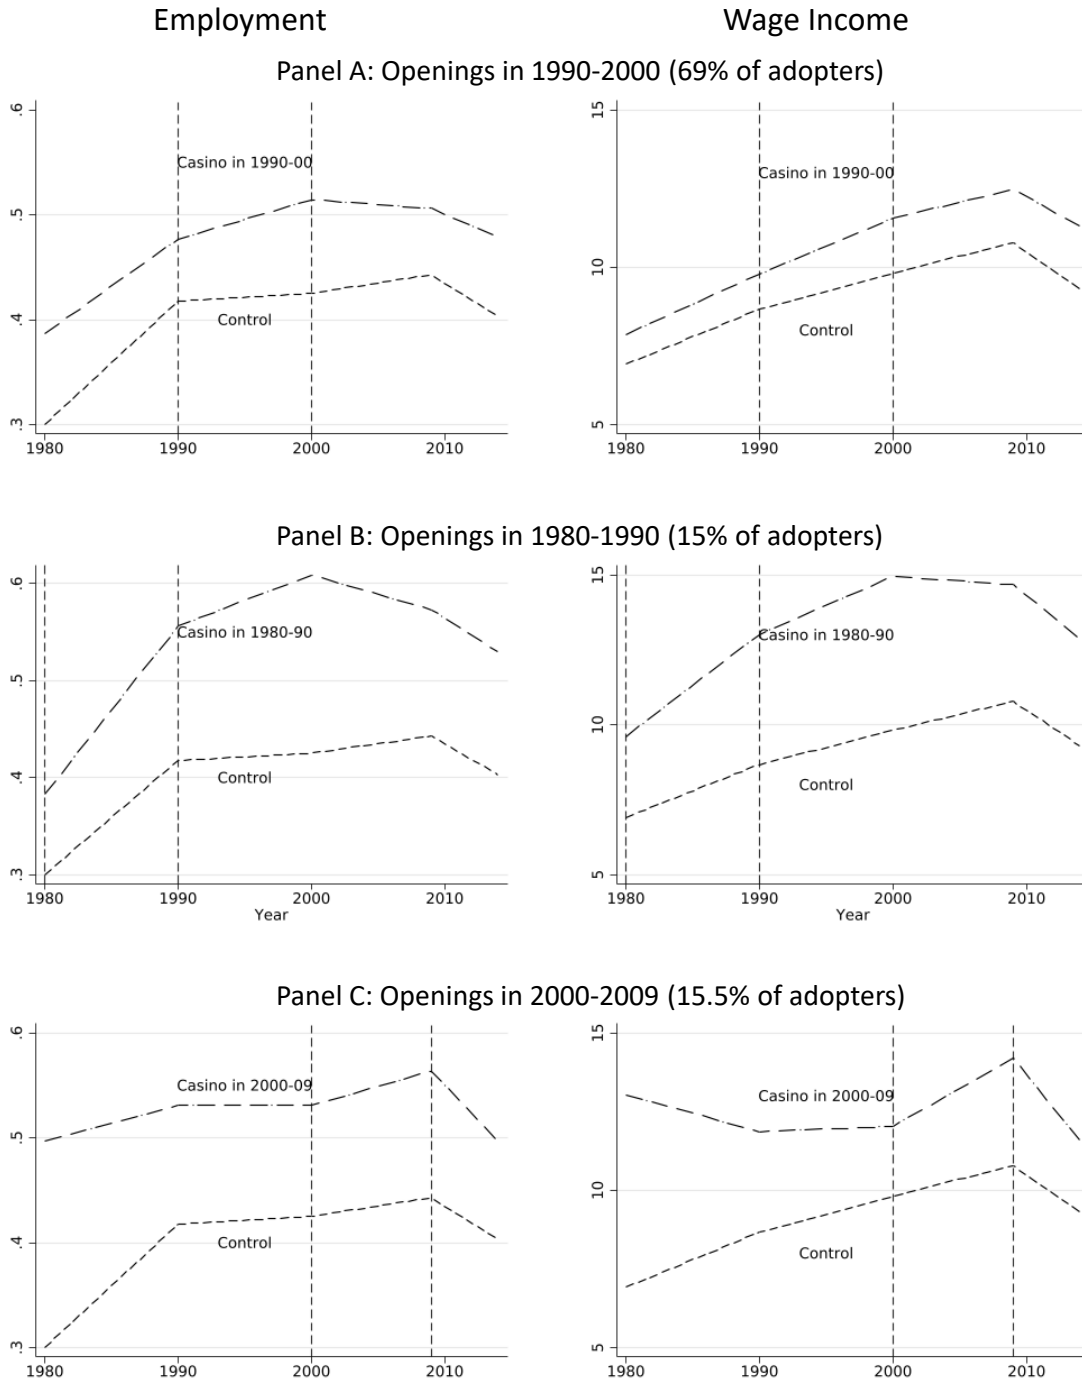 Employment
Wage Income
Panel A: Openings in 1990-2000 (69% of adopters)
.6
.5
.4
.3
Casino in 1990-00
Control
1980 1990 2000 2010
15
10
5
Casino in 1990-00
Control
1980 1990 2000 2010
Panel B: Openings in 1980-1990 (15% of adopters)
.6
.5
.4
.3
Casino in 1980-90
Control
1980 1990 2000 2010
Year
15
10
5
Casino in 1980-90
Control
1980 1990 2000 2010
Year
Panel C: Openings in 2000-2009 (15.5% of adopters)
.6
.5
.4
.3
Casino in 2000-09
Control
1980 1990 2000 2010
15
10
5
Casino in 2000-09
Control
1980 1990 2000 2010